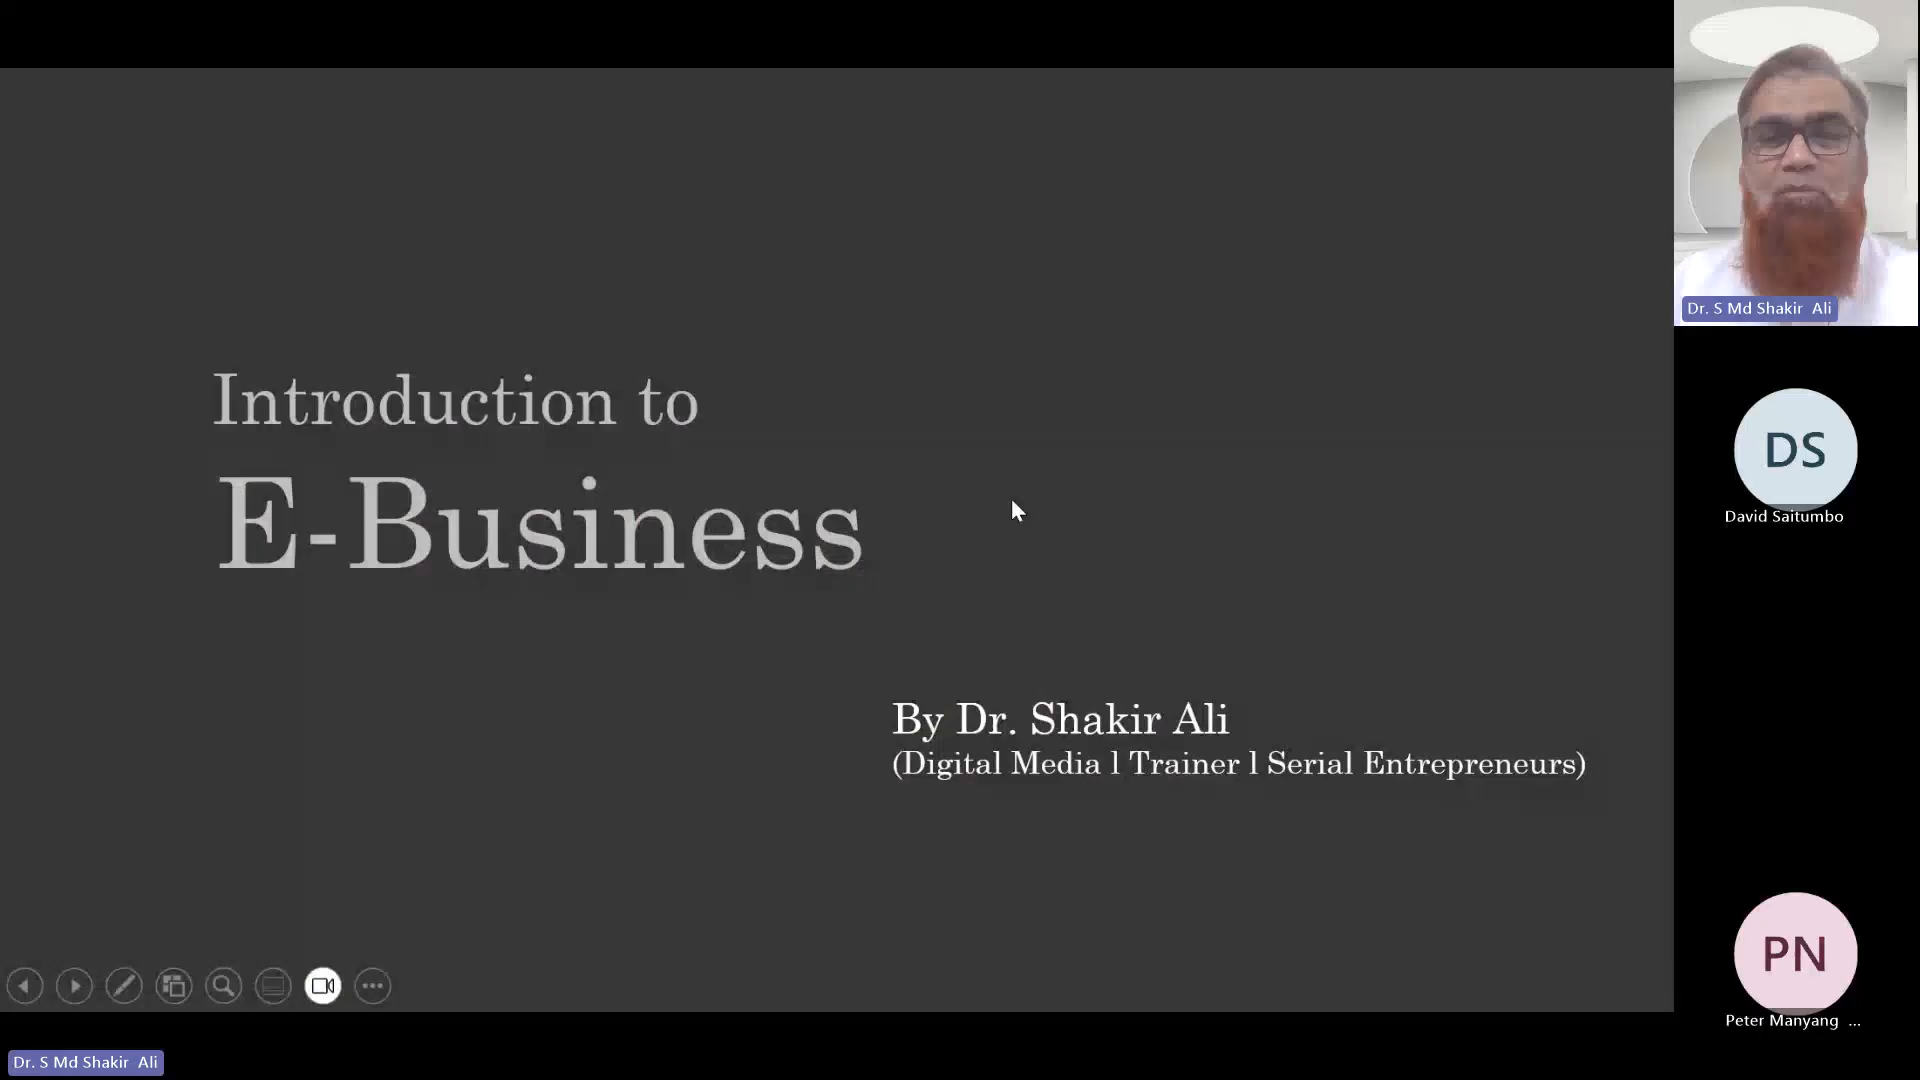 Introduction to
E-Business
By Dr. Shakir Ali
(Digital Media l Trainer l Serial Entrepreneurs)
Dr. S Md Shakir Ali
DS
David Saitumbo
PN
Peter Manyang ...
Dr. S Md Shakir Ali